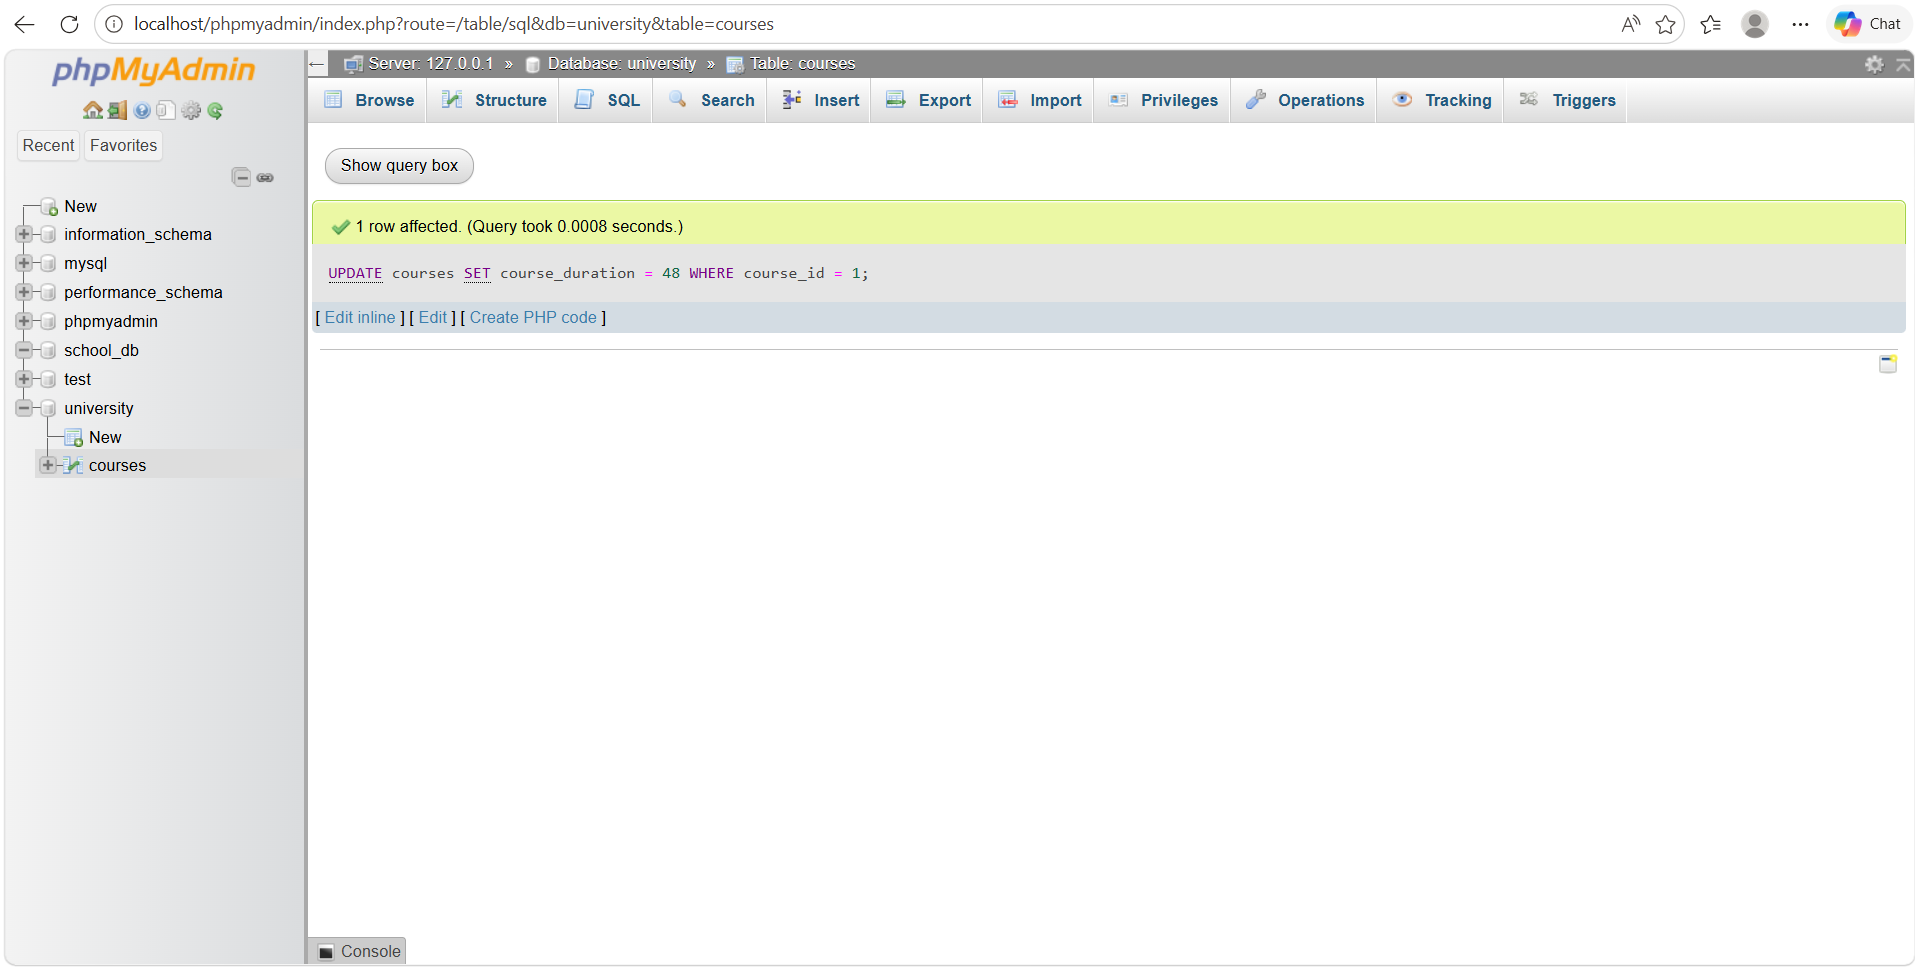 localhost/phpmyadmin/index.php?route=/table/sql&db=university&table=courses
Chat
phpMyAdmin
Recent Favorites
New
information_schema
mysql
performance_schema
phpmyadmin
school_db
test
university
New
courses
Server: 127.0.0.1 » Database: university » Table: courses
Browse Structure SQL Search Insert Export Import Privileges Operations Tracking Triggers
Show query box
1 row affected. (Query took 0.0008 seconds.)
UPDATE courses SET course_duration = 48 WHERE course_id = 1;
[ Edit inline ] [ Edit ] [ Create PHP code ]
Console